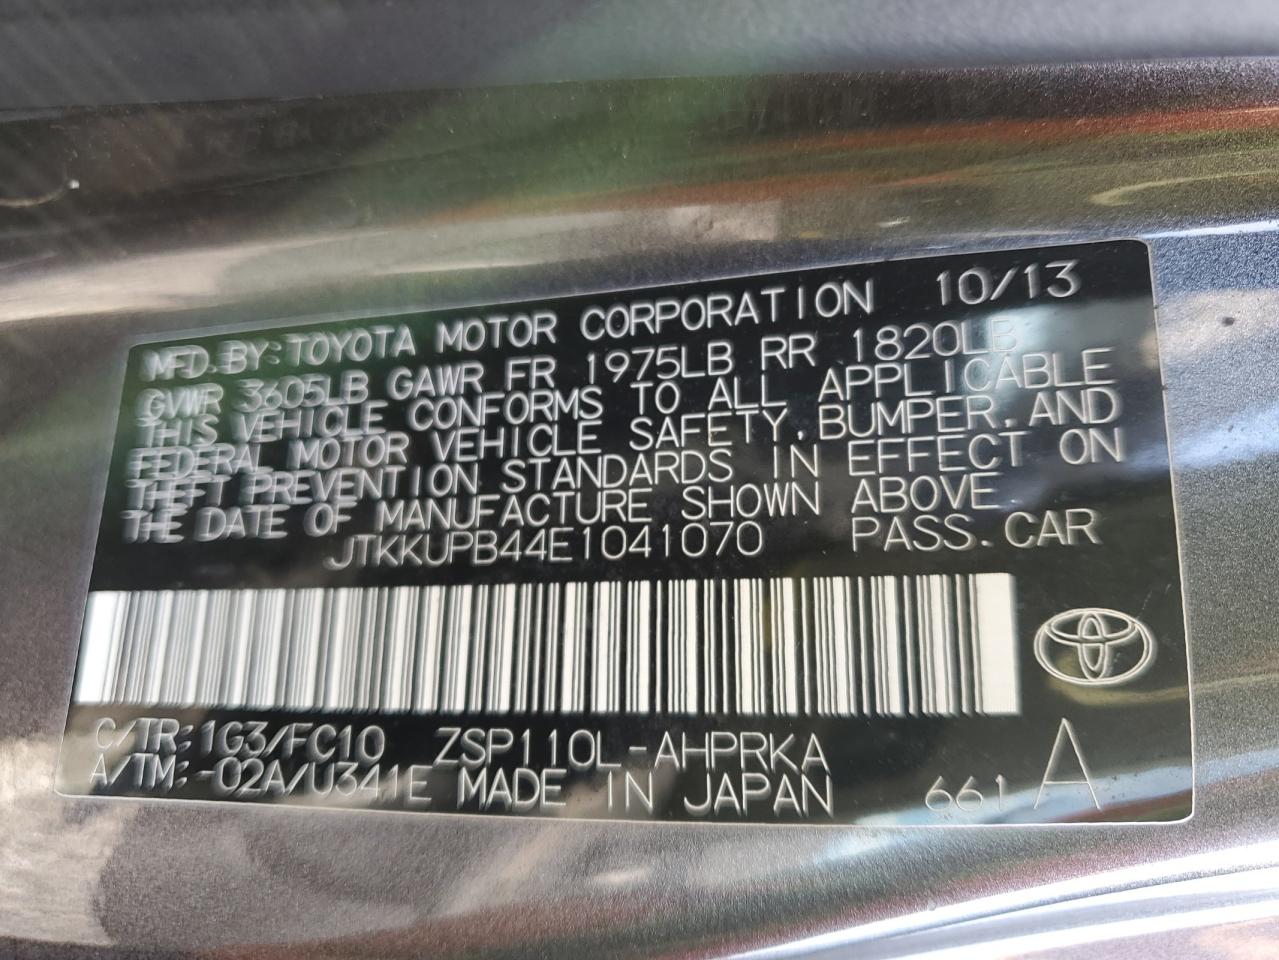 MFD.BY:TOYOTA MOTOR CORPORATION 10/13
GVWR 3605LB GAWR FR 1975LB RR 1820LB
THIS VEHICLE CONFORMS TO ALL APPLICABLE
FEDERAL MOTOR VEHICLE SAFETY,BUMPER,AND
THEFT PREVENTION STANDARDS IN EFFECT ON
THE DATE OF MANUFACTURE SHOWN ABOVE
JTKKUPB44E1041070 PASS.CAR
C/TR:1G3/FC10 ZSP110L-AHPRKA
A/TM:-02A/U341E MADE IN JAPAN 661 A